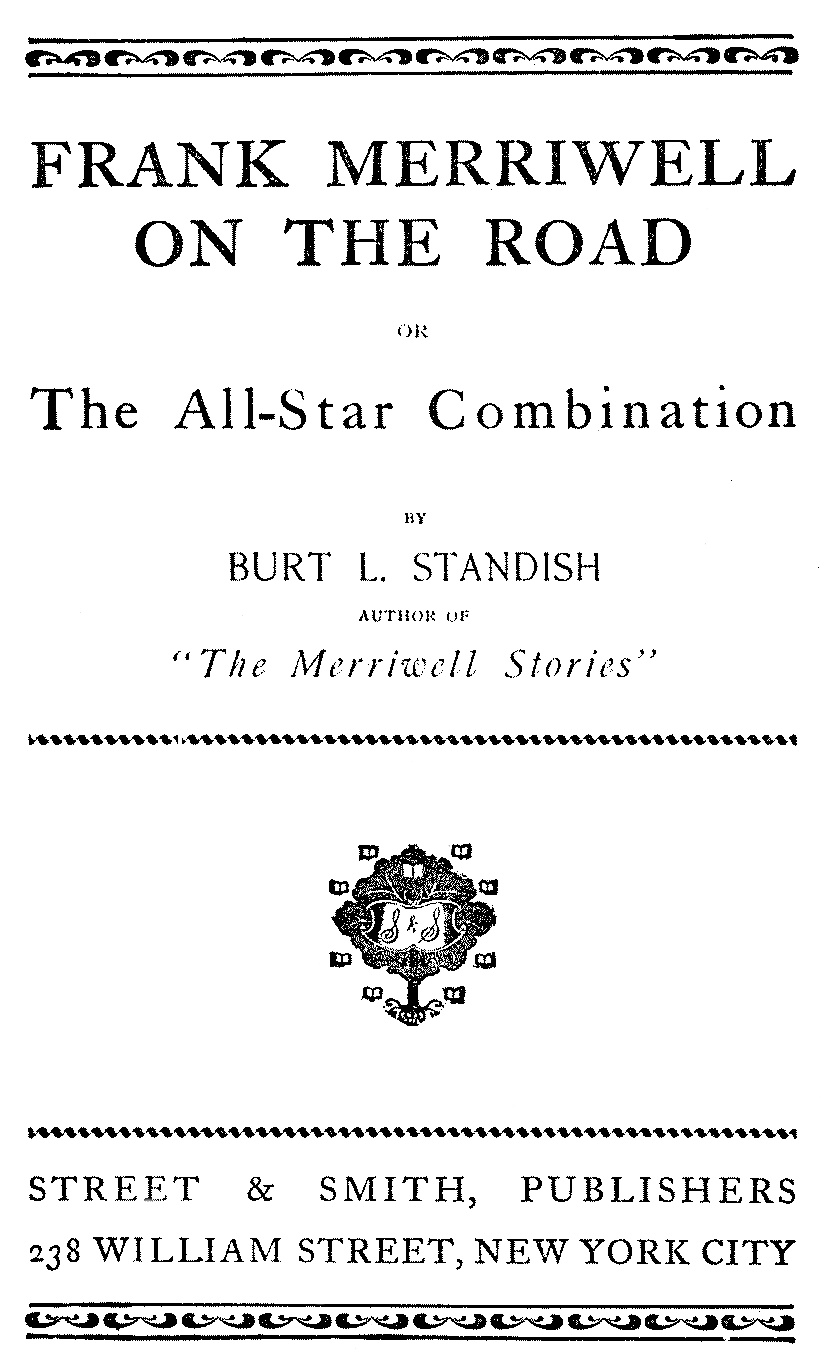 FRANK MERRIWELL
ON THE ROAD
OR
The All-Star Combination
BY
BURT L. STANDISH
AUTHOR OF
"The Merriwell Stories"
S & S
STREET & SMITH, PUBLISHERS
238 WILLIAM STREET, NEW YORK CITY